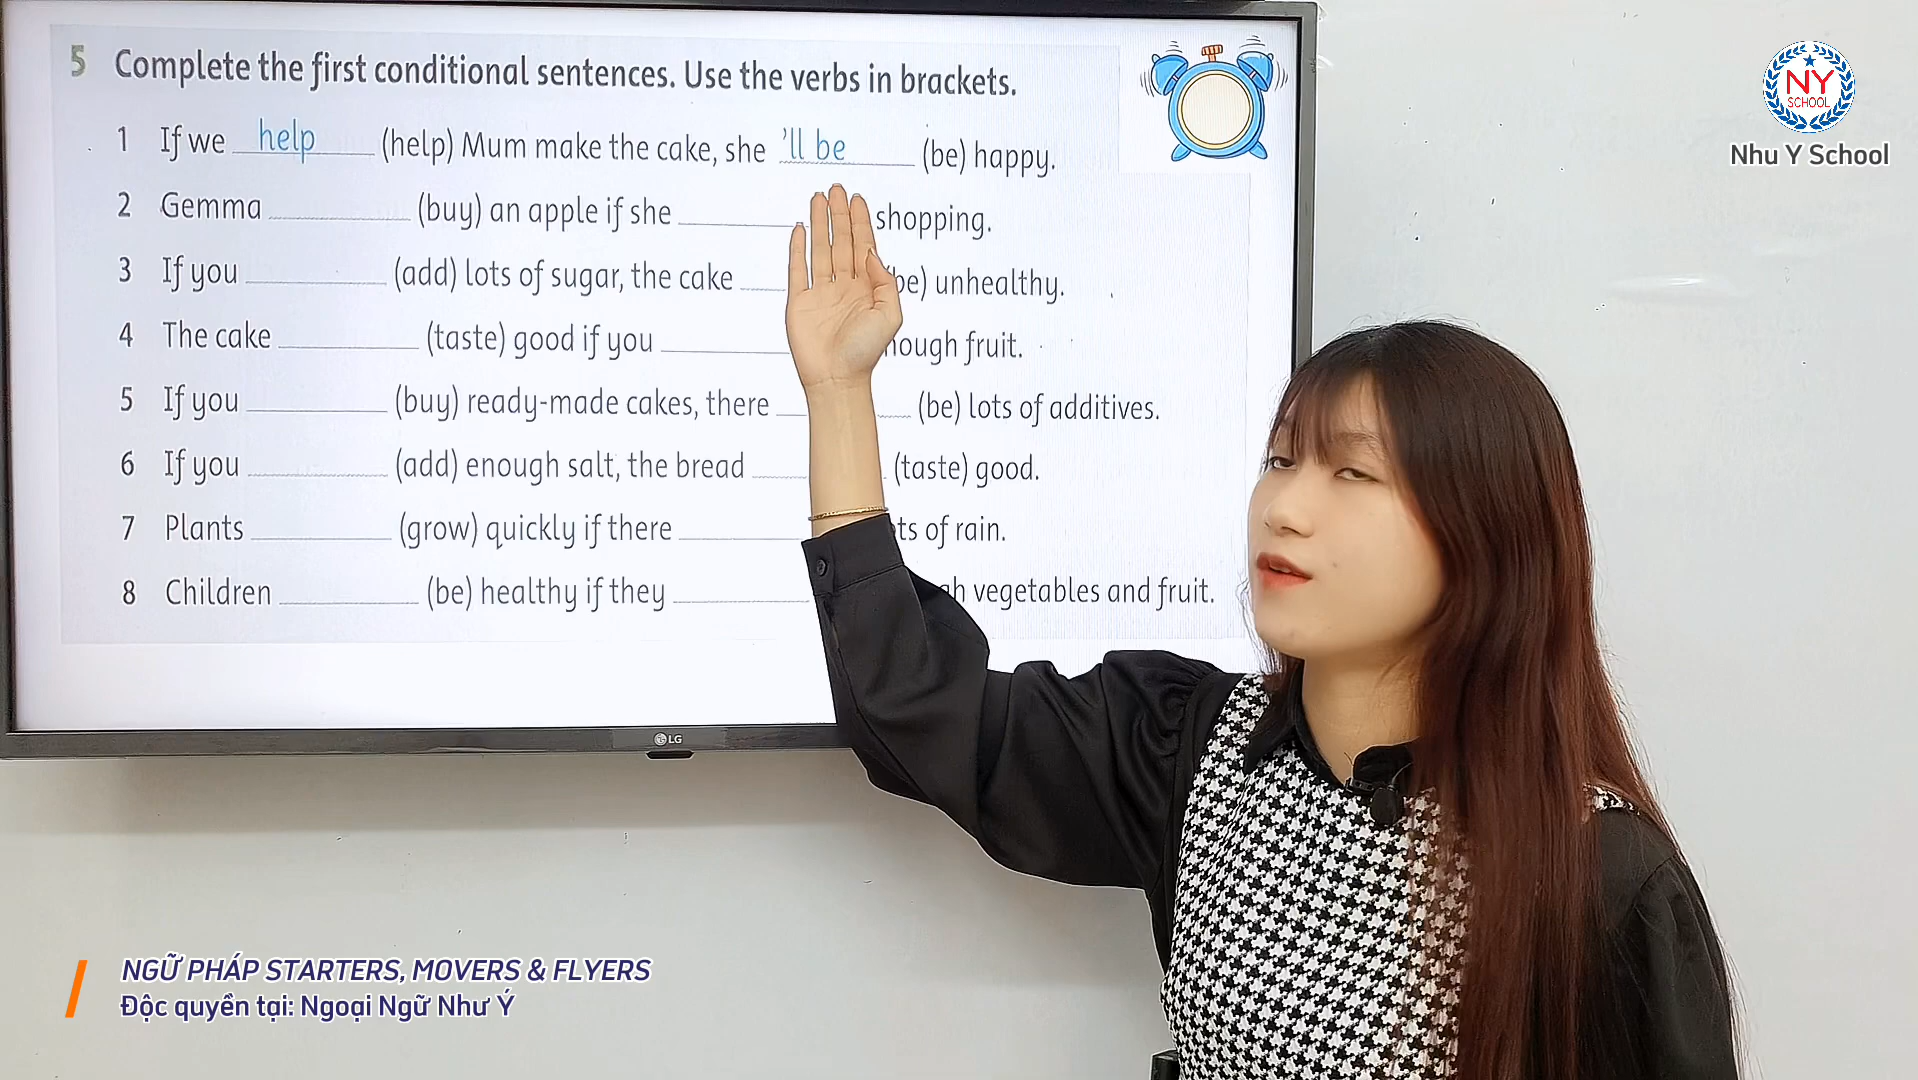 5 Complete the first conditional sentences. Use the verbs in brackets.
1 If we help (help) Mum make the cake, she 'll be (be) happy.
2 Gemma (buy) an apple if she shopping.
3 If you (add) lots of sugar, the cake be) unhealthy.
4 The cake (taste) good if you fruit.
5 If you (buy) ready-made cakes, there (be) lots of additives.
6 If you (add) enough salt, the bread (taste) good.
7 Plants (grow) quickly if there of rain.
8 Children (be) healthy if they vegetables and fruit.
LG
NY
SCHOOL
Nhu Y School
NGỮ PHÁP STARTERS, MOVERS & FLYERS
Độc quyền tại: Ngoại Ngữ Như Ý